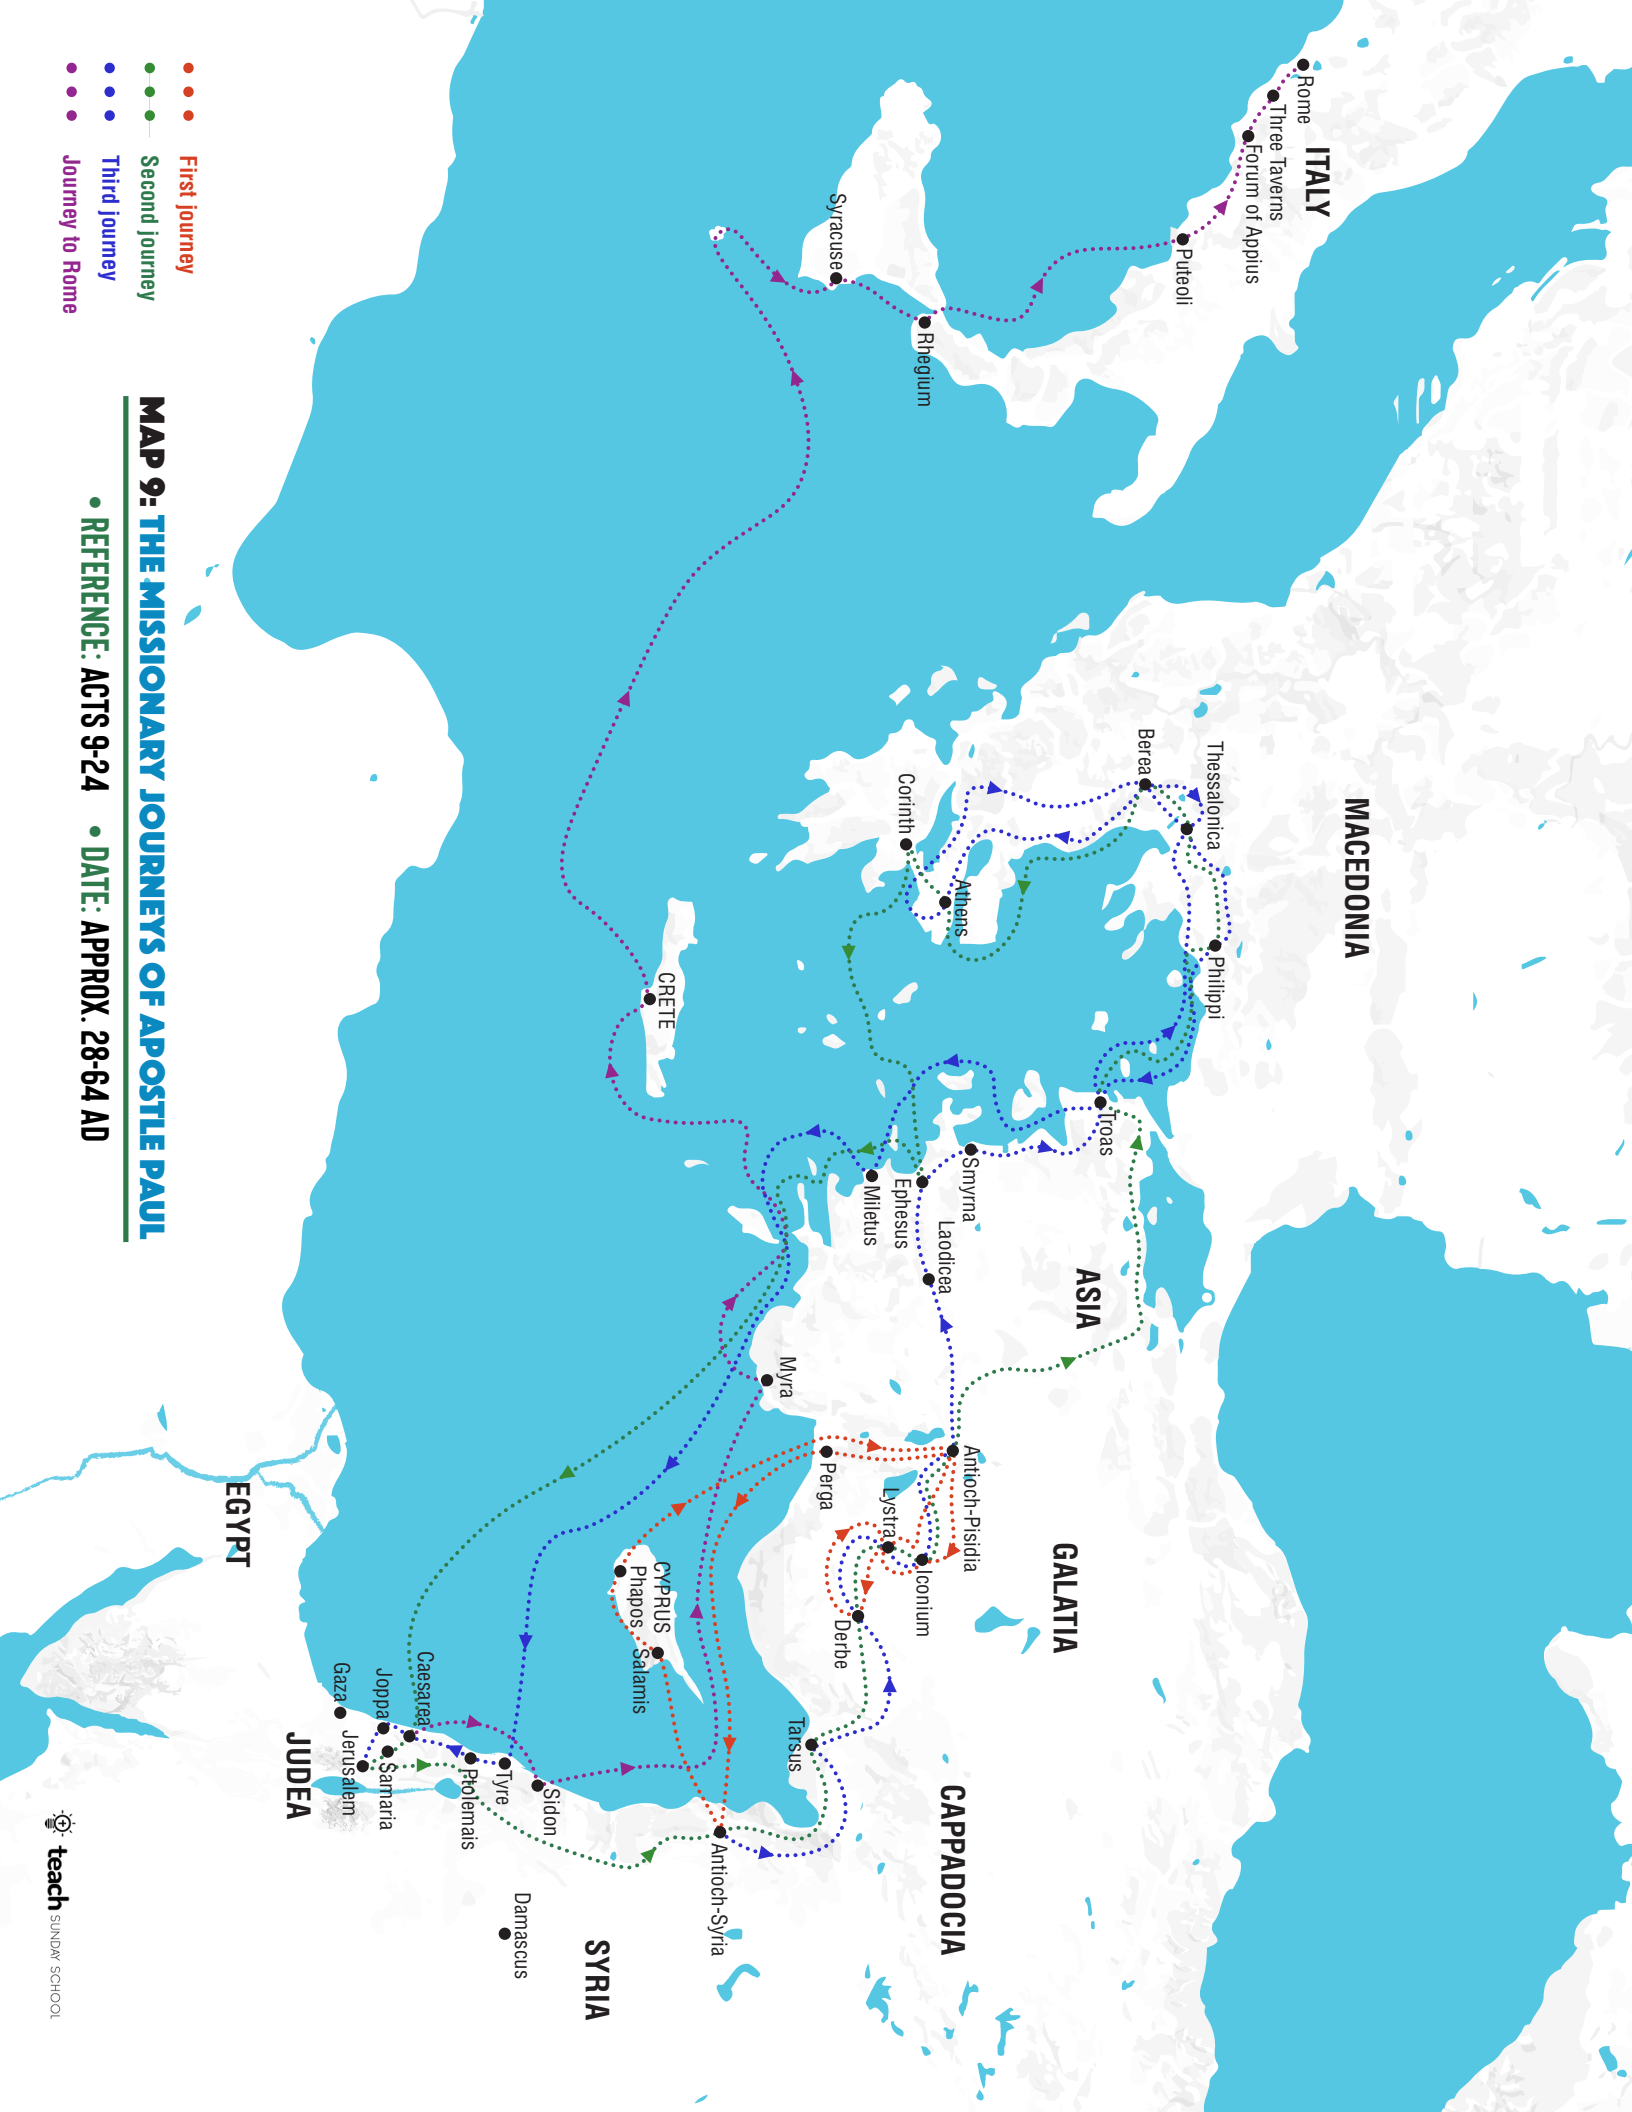 ITALY
Rome
Three Taverns
Forum of Appius
Puteoli
Syracuse
Rhegium
MACEDONIA
Thessalonica
Berea
Philippi
Corinth
Athens
CRETE
Troas
Smyrna
Ephesus
Miletus
Laodicea
ASIA
Myra
Perga
Antioch-Pisidia
Lystra
Iconium
Derbe
GALATIA
CAPPADOCIA
Tarsus
CYPRUS
Phapos
Salamis
Antioch-Syria
SYRIA
Damascus
Sidon
Tyre
Ptolemais
Caesarea
Samaria
Joppa
Jerusalem
Gaza
JUDEA
EGYPT
First journey
Second journey
Third journey
Journey to Rome
MAP 9: THE MISSIONARY JOURNEYS OF APOSTLE PAUL
• REFERENCE: ACTS 9-24 • DATE: APPROX. 28-64 AD
teach SUNDAY SCHOOL